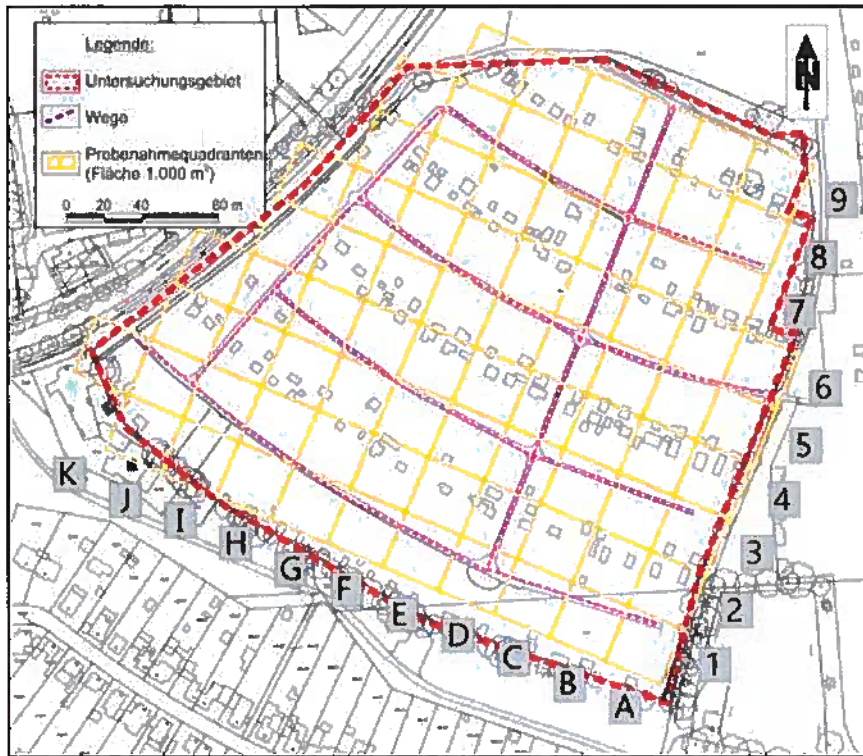 Legende:
Untersuchungsgebiet
Wege
Probenahmequadranten
(Fläche 1.000 m²)
0 20 40 80 m
N
9
8
7
6
5
4
3
2
1
K
J
I
H
G
F
E
D
C
B
A